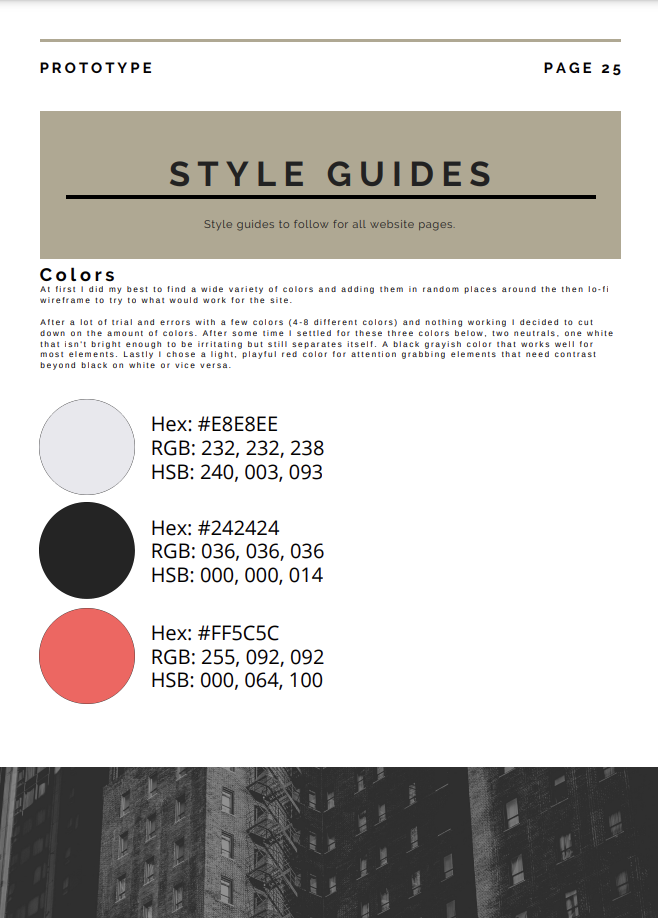 PROTOTYPE
PAGE 25
STYLE GUIDES
Style guides to follow for all website pages.
Colors
At first I did my best to find a wide variety of colors and adding them in random places around the then lo-fi
wireframe to try to what would work for the site.
After a lot of trial and errors with a few colors (4-8 different colors) and nothing working I decided to cut
down on the amount of colors. After some time I settled for these three colors below, two neutrals, one white
that isn't bright enough to be irritating but still separates itself. A black grayish color that works well for
most elements. Lastly I chose a light, playful red color for attention grabbing elements that need contrast
beyond black on white or vice versa.
Hex: #E8E8EE
RGB: 232, 232, 238
HSB: 240, 003, 093
Hex: #242424
RGB: 036, 036, 036
HSB: 000, 000, 014
Hex: #FF5C5C
RGB: 255, 092, 092
HSB: 000, 064, 100